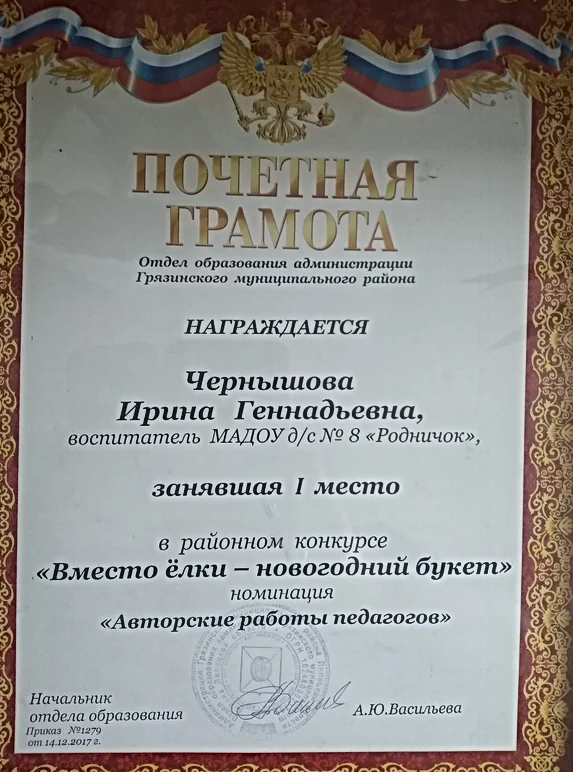 ПОЧЕТНАЯ
ГРАМОТА
Отдел образования администрации
Грязинского муниципального района
НАГРАЖДАЕТСЯ
Чернышова
Ирина Геннадьевна,
воспитатель МАДОУ д/с № 8 «Родничок»,
занявшая I место
в районном конкурсе
«Вместо ёлки – новогодний букет»
номинация
«Авторские работы педагогов»
Начальник
отдела образования
А.Ю.Васильева
Приказ №1279
от 14.12.2017 г.